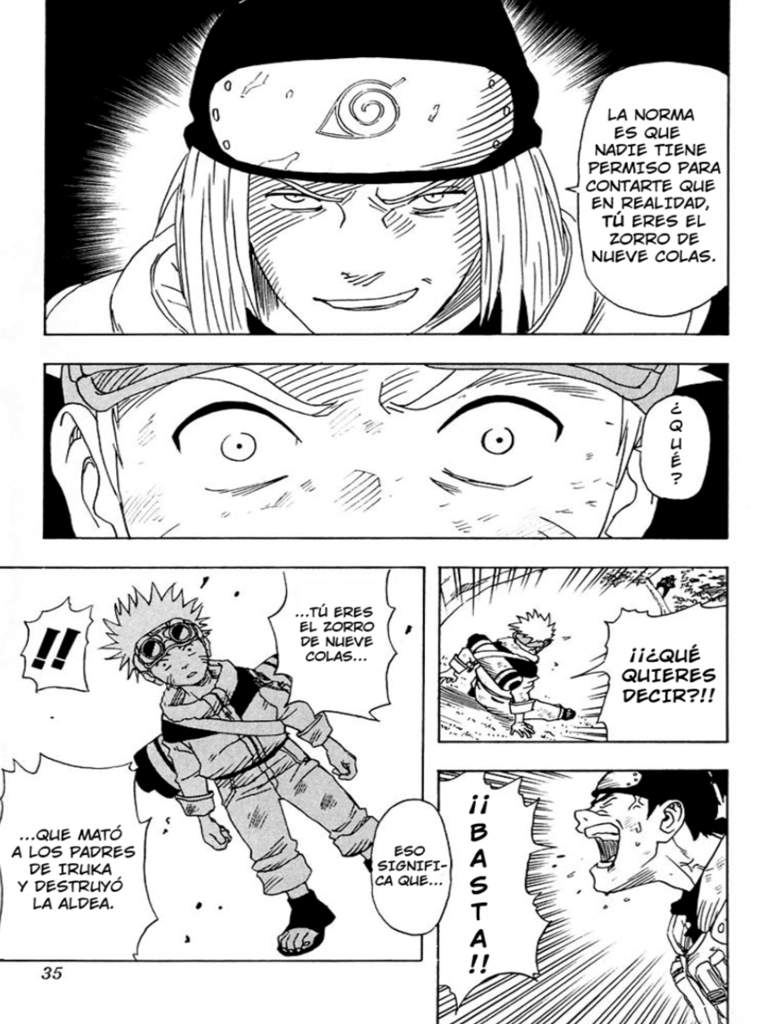 LA NORMA
ES QUE
NADIE TIENE
PERMISO PARA
CONTARTE QUE
EN REALIDAD,
TÚ ERES EL
ZORRO DE
NUEVE COLAS.
¿QUÉ?
¡¡¿QUÉ
QUIERES
DECIR?!!
...TÚ ERES
EL ZORRO
DE NUEVE
COLAS...
!!
ESO
SIGNIFI-
CA QUE...
...QUE MATÓ
A LOS PADRES
DE IRUKA
Y DESTRUYÓ
LA ALDEA.
¡¡BASTA!!
35